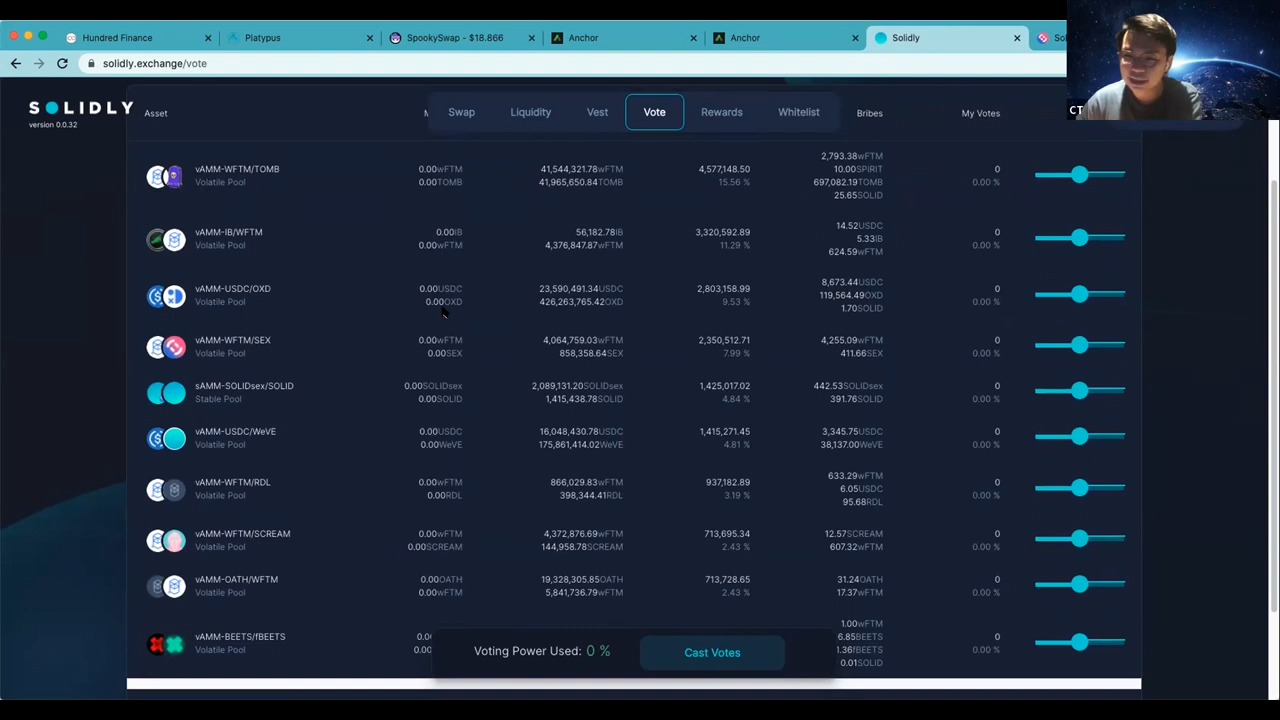 Hundred Finance
Platypus
SpookySwap - $18.866
Anchor
Anchor
Solidly
solidly.exchange/vote
CT
SOLIDLY
version 0.0.32
Asset
Swap
Liquidity
Vest
Vote
Rewards
Whitelist
Bribes
My Votes
vAMM-WFTM/TOMB
Volatile Pool
0.00wFTM
0.00TOMB
41,544,321.78wFTM
41,965,650.84TOMB
4,577,148.50
15.56 %
2,793.38wFTM
10.00SPIRIT
697,082.19TOMB
25.65SOLID
0
0.00 %
vAMM-IB/WFTM
Volatile Pool
0.00IB
0.00wFTM
56,182.78IB
4,376,847.87wFTM
3,320,592.89
11.29 %
14.52USDC
5.33IB
624.59wFTM
0
0.00 %
vAMM-USDC/OXD
Volatile Pool
0.00USDC
0.00OXD
23,590,491.34USDC
426,263,765.42OXD
2,803,158.99
9.53 %
8,673.44USDC
119,564.49OXD
1.70SOLID
0
0.00 %
vAMM-WFTM/SEX
Volatile Pool
0.00wFTM
0.00SEX
4,064,759.03wFTM
858,358.64SEX
2,350,512.71
7.99 %
4,255.09wFTM
411.66SEX
0
0.00 %
sAMM-SOLIDsex/SOLID
Stable Pool
0.00SOLIDsex
0.00SOLID
2,089,131.20SOLIDsex
1,415,438.78SOLID
1,425,017.02
4.84 %
442.53SOLIDsex
391.76SOLID
0
0.00 %
vAMM-USDC/WeVE
Volatile Pool
0.00USDC
0.00WeVE
16,048,430.78USDC
175,861,414.02WeVE
1,415,271.45
4.81 %
3,345.75USDC
38,137.00WeVE
0
0.00 %
vAMM-WFTM/RDL
Volatile Pool
0.00wFTM
0.00RDL
866,029.83wFTM
398,344.41RDL
937,182.89
3.19 %
633.29wFTM
6.05USDC
95.68RDL
0
0.00 %
vAMM-WFTM/SCREAM
Volatile Pool
0.00wFTM
0.00SCREAM
4,372,876.69wFTM
144,958.78SCREAM
713,695.34
2.43 %
12.57SCREAM
607.32wFTM
0
0.00 %
vAMM-OATH/WFTM
Volatile Pool
0.00OATH
0.00wFTM
19,328,305.85OATH
5,841,736.79wFTM
713,728.65
2.43 %
31.24OATH
17.37wFTM
0
0.00 %
vAMM-BEETS/fBEETS
Volatile Pool
1.00wFTM
6.85BEETS
1.36fBEETS
0.01SOLID
0
0.00 %
Voting Power Used: 0 %
Cast Votes